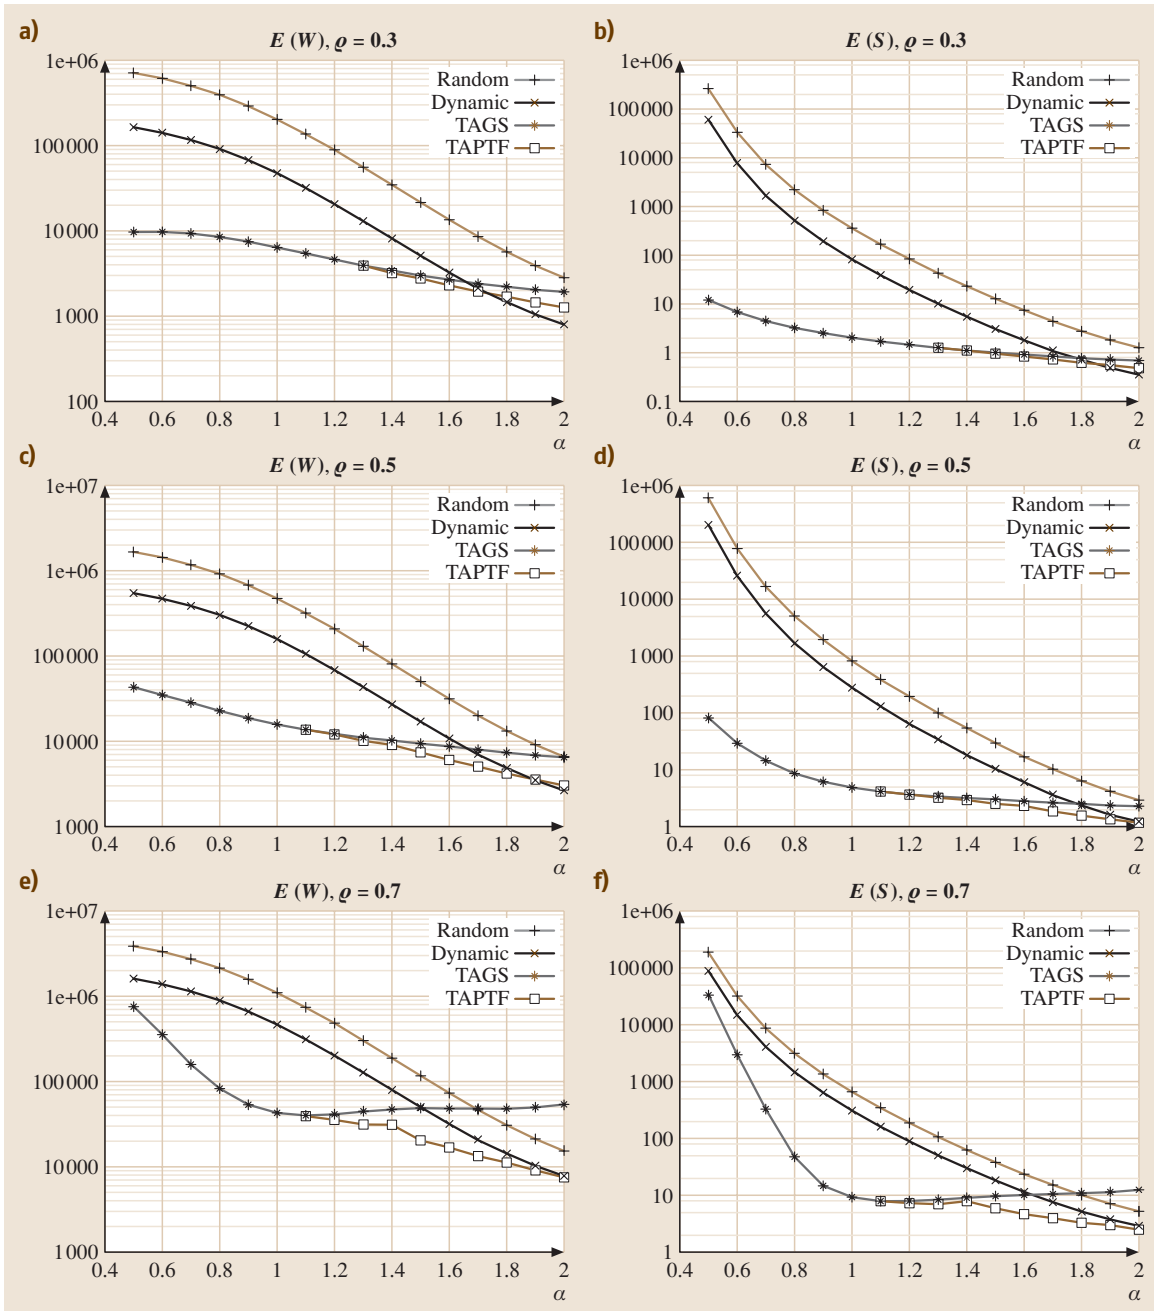 a)
E (W), ϱ = 0.3
1e+06
100000
10000
1000
100
Random
Dynamic
TAGS
TAPTF
0.4 0.6 0.8 1 1.2 1.4 1.6 1.8 2
α
b)
E (S), ϱ = 0.3
1e+06
100000
10000
1000
100
10
1
0.1
Random
Dynamic
TAGS
TAPTF
0.4 0.6 0.8 1 1.2 1.4 1.6 1.8 2
α
c)
E (W), ϱ = 0.5
1e+07
1e+06
100000
10000
1000
Random
Dynamic
TAGS
TAPTF
0.4 0.6 0.8 1 1.2 1.4 1.6 1.8 2
α
d)
E (S), ϱ = 0.5
1e+06
100000
10000
1000
100
10
1
Random
Dynamic
TAGS
TAPTF
0.4 0.6 0.8 1 1.2 1.4 1.6 1.8 2
α
e)
E (W), ϱ = 0.7
1e+07
1e+06
100000
10000
1000
Random
Dynamic
TAGS
TAPTF
0.4 0.6 0.8 1 1.2 1.4 1.6 1.8 2
α
f)
E (S), ϱ = 0.7
1e+06
100000
10000
1000
100
10
1
Random
Dynamic
TAGS
TAPTF
0.4 0.6 0.8 1 1.2 1.4 1.6 1.8 2
α